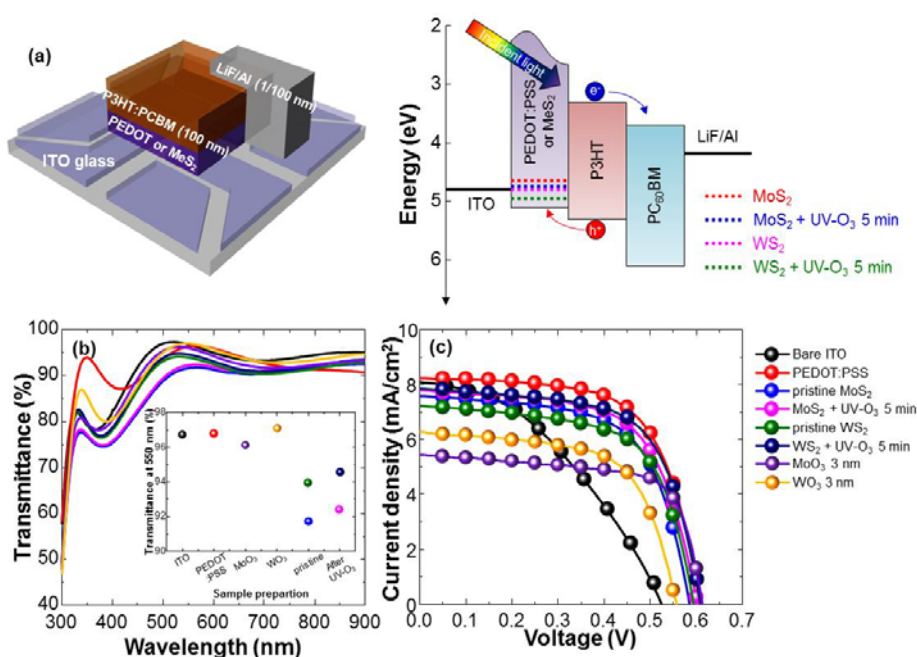 (a)
LiF/Al (1/100 nm)
P3HT:PCBM (100 nm)
PEDOT or MeS₂
ITO glass
Energy (eV)
2
3
4
5
6
Incident light
PEDOT:PSS
or MeS₂
P3HT
PC₆₀BM
e⁻
h⁺
ITO
LiF/Al
MoS₂
MoS₂ + UV-O₃ 5 min
WS₂
WS₂ + UV-O₃ 5 min
(b)
Transmittance (%)
100
90
80
70
60
50
40
300 400 500 600 700 800 900
Wavelength (nm)
Transmittance at 550 nm (%)
98
96
94
92
90
ITO
PEDOT
:PSS
MoO₃
WO₃
pristine
After
UV-O₃
Sample prepartion
(c)
Current density (mA/cm²)
10
8
6
4
2
0
0.0 0.1 0.2 0.3 0.4 0.5 0.6 0.7
Voltage (V)
Bare ITO
PEDOT:PSS
pristine MoS₂
MoS₂ + UV-O₃ 5 min
pristine WS₂
WS₂ + UV-O₃ 5 min
MoO₃ 3 nm
WO₃ 3 nm